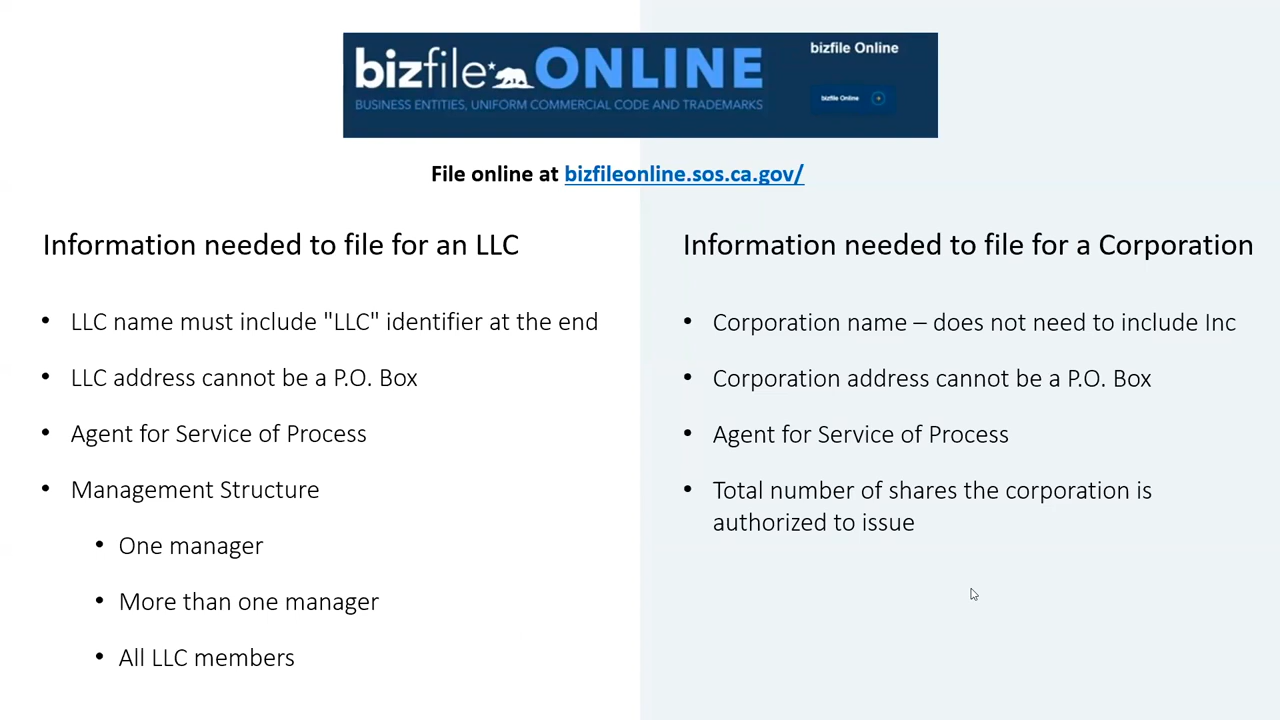 bizfile ONLINE
BUSINESS ENTITIES, UNIFORM COMMERCIAL CODE AND TRADEMARKS
bizfile Online
bizfile Online
File online at bizfileonline.sos.ca.gov/
Information needed to file for an LLC
• LLC name must include "LLC" identifier at the end
• LLC address cannot be a P.O. Box
• Agent for Service of Process
• Management Structure
• One manager
• More than one manager
• All LLC members
Information needed to file for a Corporation
• Corporation name – does not need to include Inc
• Corporation address cannot be a P.O. Box
• Agent for Service of Process
• Total number of shares the corporation is
authorized to issue